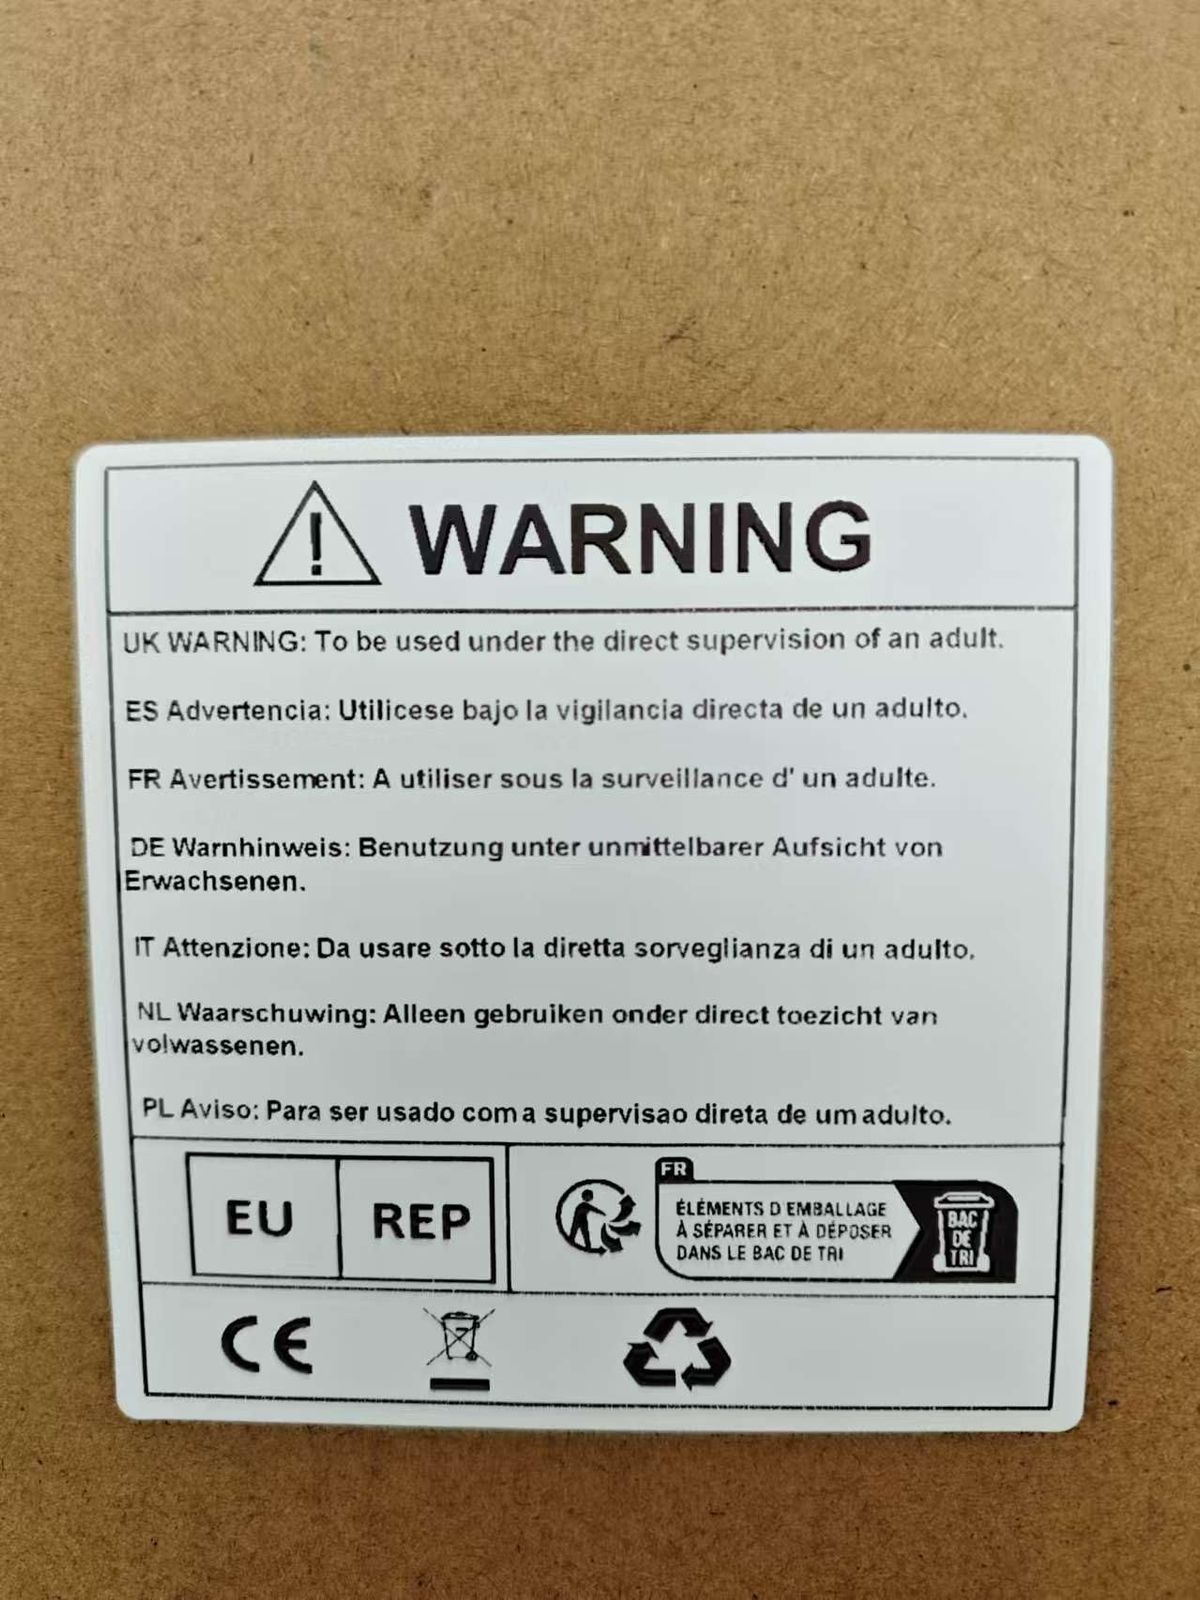 WARNING
UK WARNING: To be used under the direct supervision of an adult.
ES Advertencia: Utilicese bajo la vigilancia directa de un adulto.
FR Avertissement: A utiliser sous la surveillance d' un adulte.
DE Warnhinweis: Benutzung unter unmittelbarer Aufsicht von
Erwachsenen.
IT Attenzione: Da usare sotto la diretta sorveglianza di un adulto.
NL Waarschuwing: Alleen gebruiken onder direct toezicht van
volwassenen.
PL Aviso: Para ser usado com a supervisao direta de um adulto.
EU REP
FR
ÉLÉMENTS D'EMBALLAGE
À SÉPARER ET À DÉPOSER
DANS LE BAC DE TRI
BAC
DE
TRI
CE